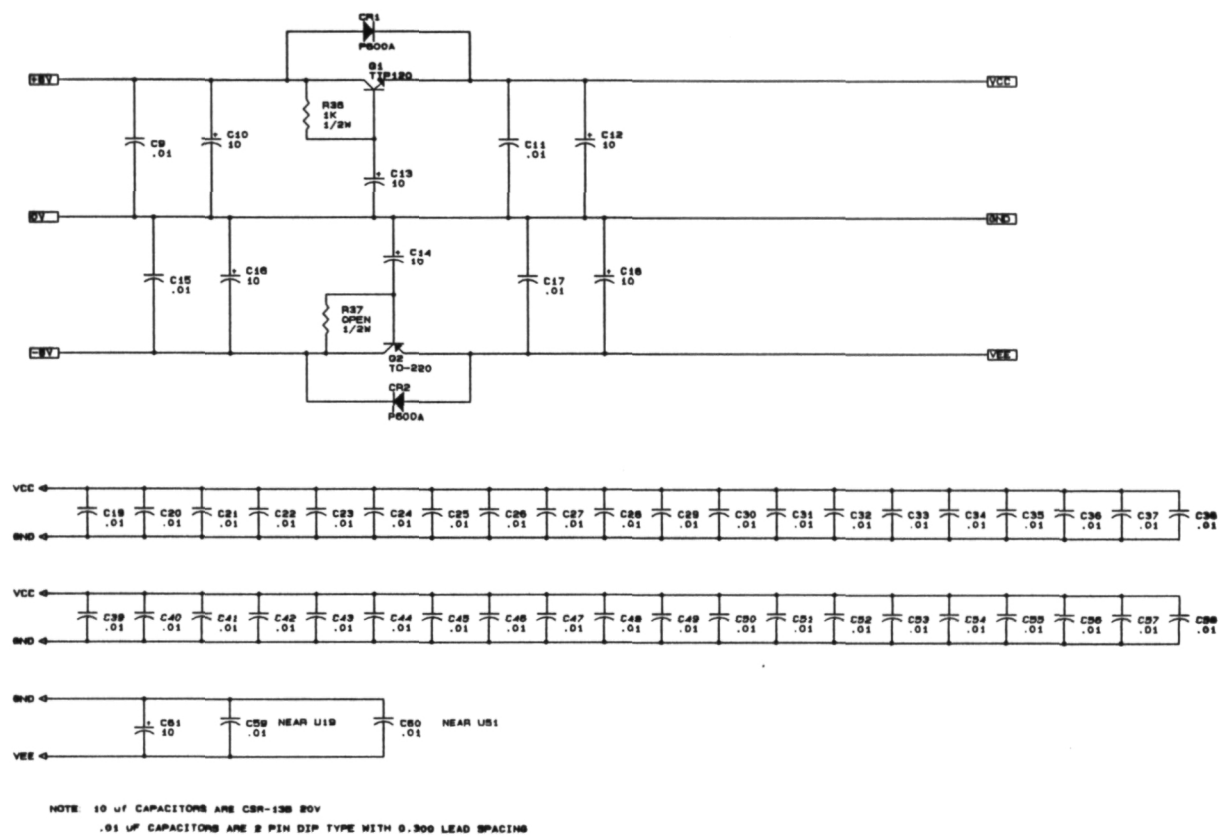 CR1
P600A
Q1
TIP120
VCC
R36
1K
1/2W
C9
.01
C10
10
C11
.01
C12
10
C13
10
0V
GND
C14
10
C15
.01
C16
10
C17
.01
C18
10
R37
OPEN
1/2W
VEE
Q2
TO-220
CR2
P600A
VCC
C19
.01
C20
.01
C21
.01
C22
.01
C23
.01
C24
.01
C25
.01
C26
.01
C27
.01
C28
.01
C29
.01
C30
.01
C31
.01
C32
.01
C33
.01
C34
.01
C35
.01
C36
.01
C37
.01
C38
.01
GND
VCC
C39
.01
C40
.01
C41
.01
C42
.01
C43
.01
C44
.01
C45
.01
C46
.01
C47
.01
C48
.01
C49
.01
C50
.01
C51
.01
C52
.01
C53
.01
C54
.01
C55
.01
C56
.01
C57
.01
C58
.01
GND
GND
C61
10
C59 NEAR U19
.01
C60 NEAR U51
.01
VEE
NOTE: 10 uf CAPACITORS ARE CSR-13B 20V
.01 UF CAPACITORS ARE 2 PIN DIP TYPE WITH 0.300 LEAD SPACING